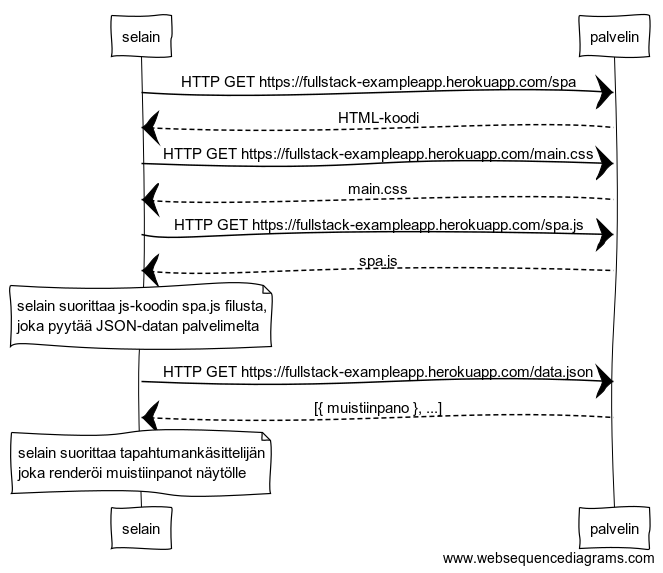 selain palvelin
HTTP GET https://fullstack-exampleapp.herokuapp.com/spa
HTML-koodi
HTTP GET https://fullstack-exampleapp.herokuapp.com/main.css
main.css
HTTP GET https://fullstack-exampleapp.herokuapp.com/spa.js
spa.js
selain suorittaa js-koodin spa.js filusta,
joka pyytää JSON-datan palvelimelta
HTTP GET https://fullstack-exampleapp.herokuapp.com/data.json
[{ muistiinpano }, ...]
selain suorittaa tapahtumankäsittelijän
joka renderöi muistiinpanot näytölle
selain palvelin
www.websequencediagrams.com